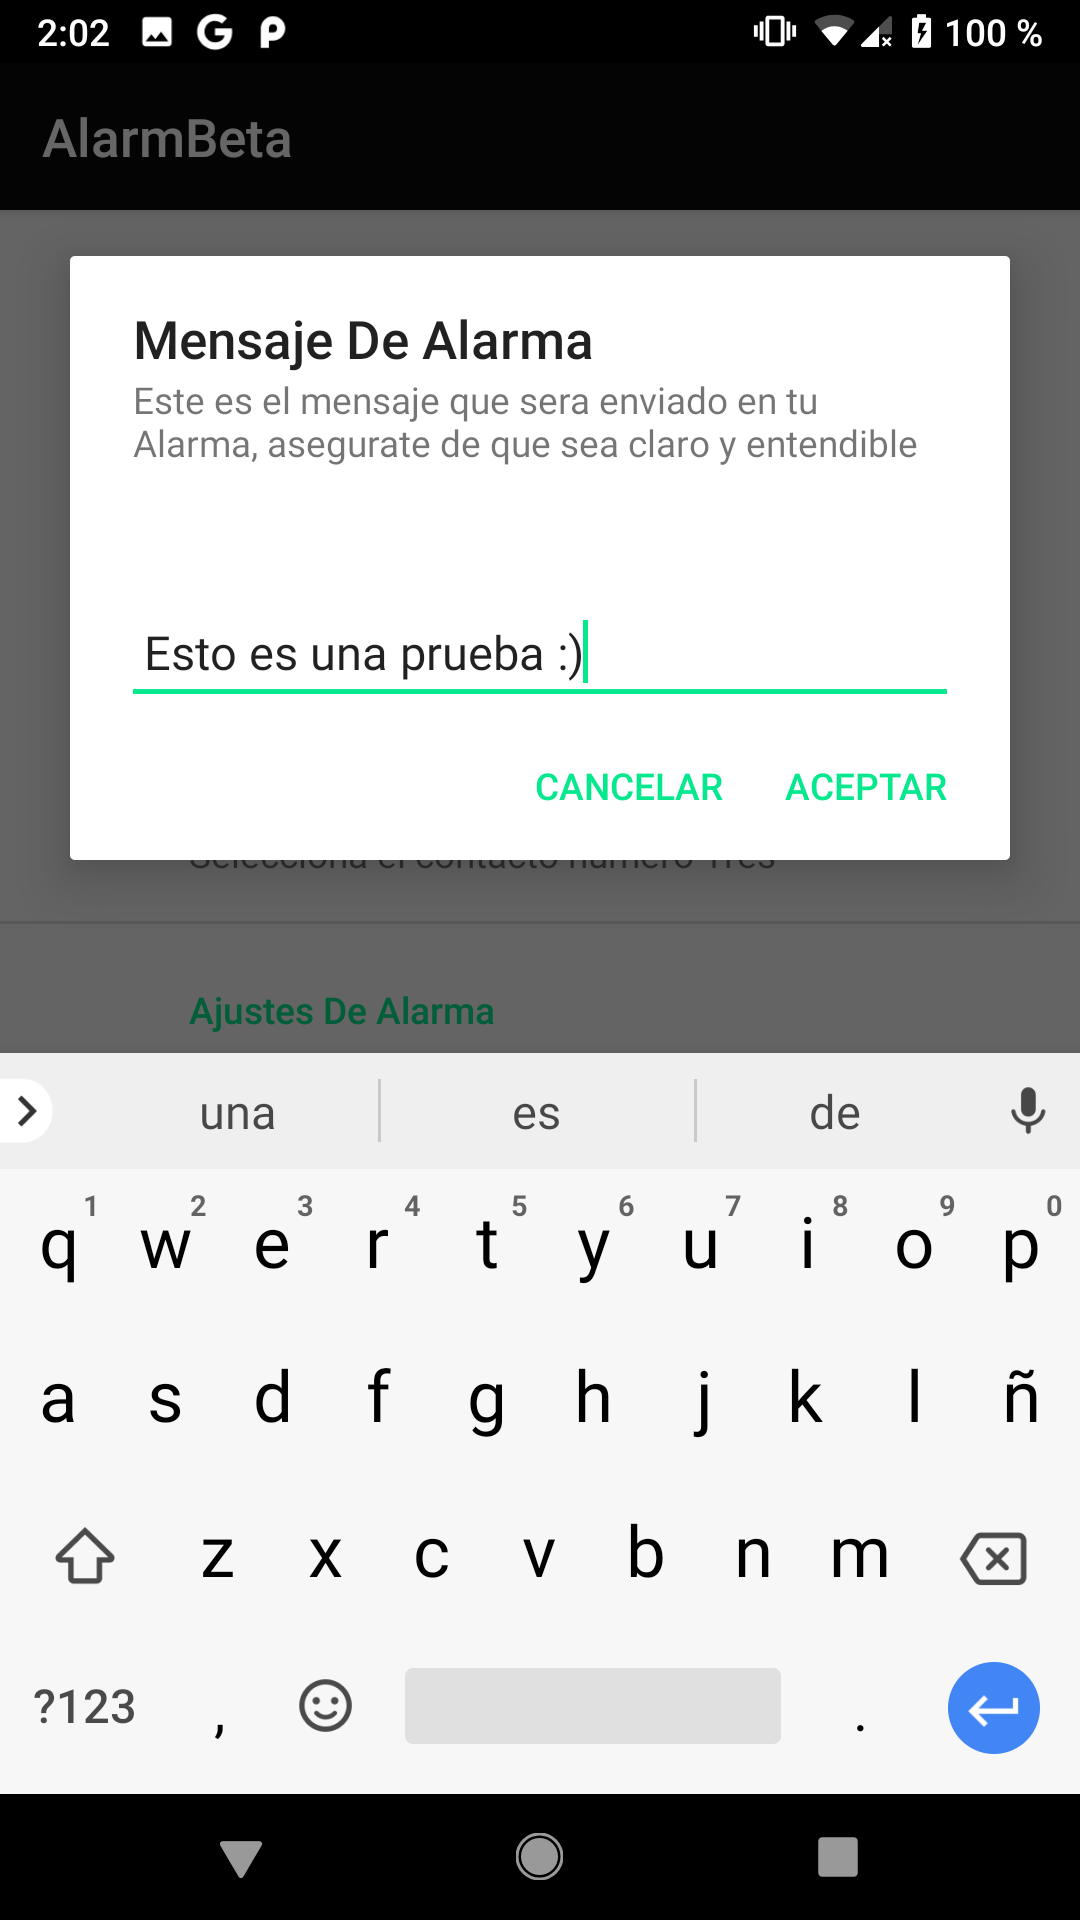 2:02 G P 100 %
AlarmBeta
Mensaje De Alarma
Este es el mensaje que sera enviado en tu
Alarma, asegurate de que sea claro y entendible
Esto es una prueba :)
CANCELAR ACEPTAR
Selecciona el contacto numero Tres
Ajustes De Alarma
una es de
1 2 3 4 5 6 7 8 9 0
q w e r t y u i o p
a s d f g h j k l ñ
z x c v b n m
?123 , .